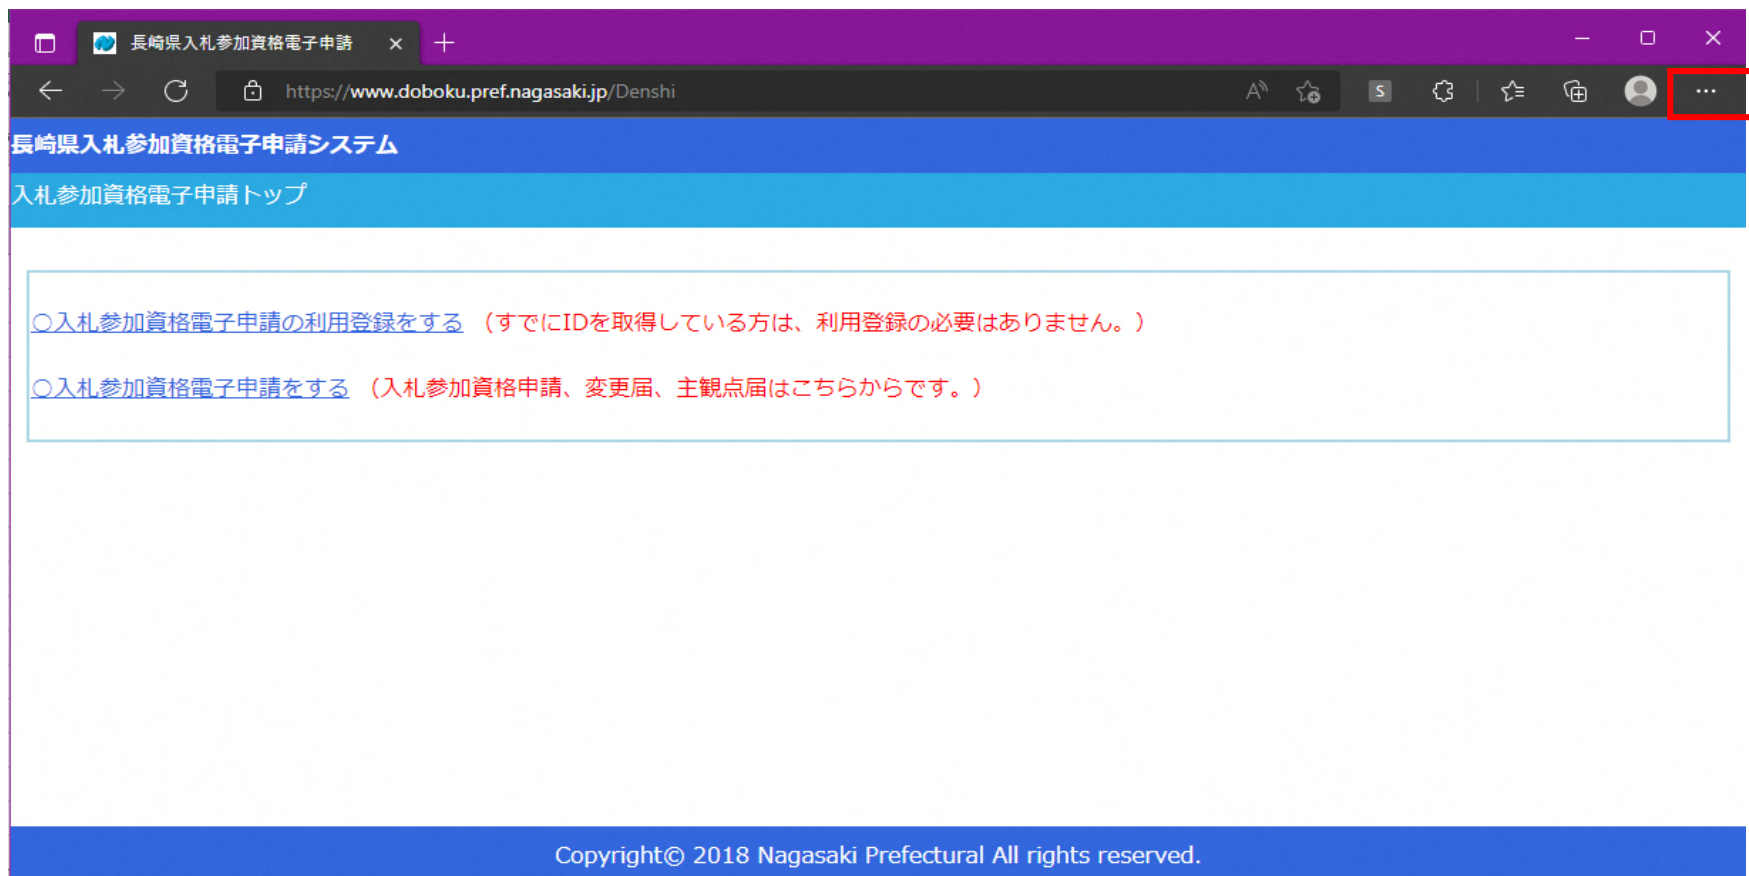 長崎県入札参加資格電子申請
https://www.doboku.pref.nagasaki.jp/Denshi
長崎県入札参加資格電子申請システム
入札参加資格電子申請トップ
○入札参加資格電子申請の利用登録をする （すでにIDを取得している方は、利用登録の必要はありません。）
○入札参加資格電子申請をする （入札参加資格申請、変更届、主観点届はこちらからです。）
Copyright© 2018 Nagasaki Prefectural All rights reserved.